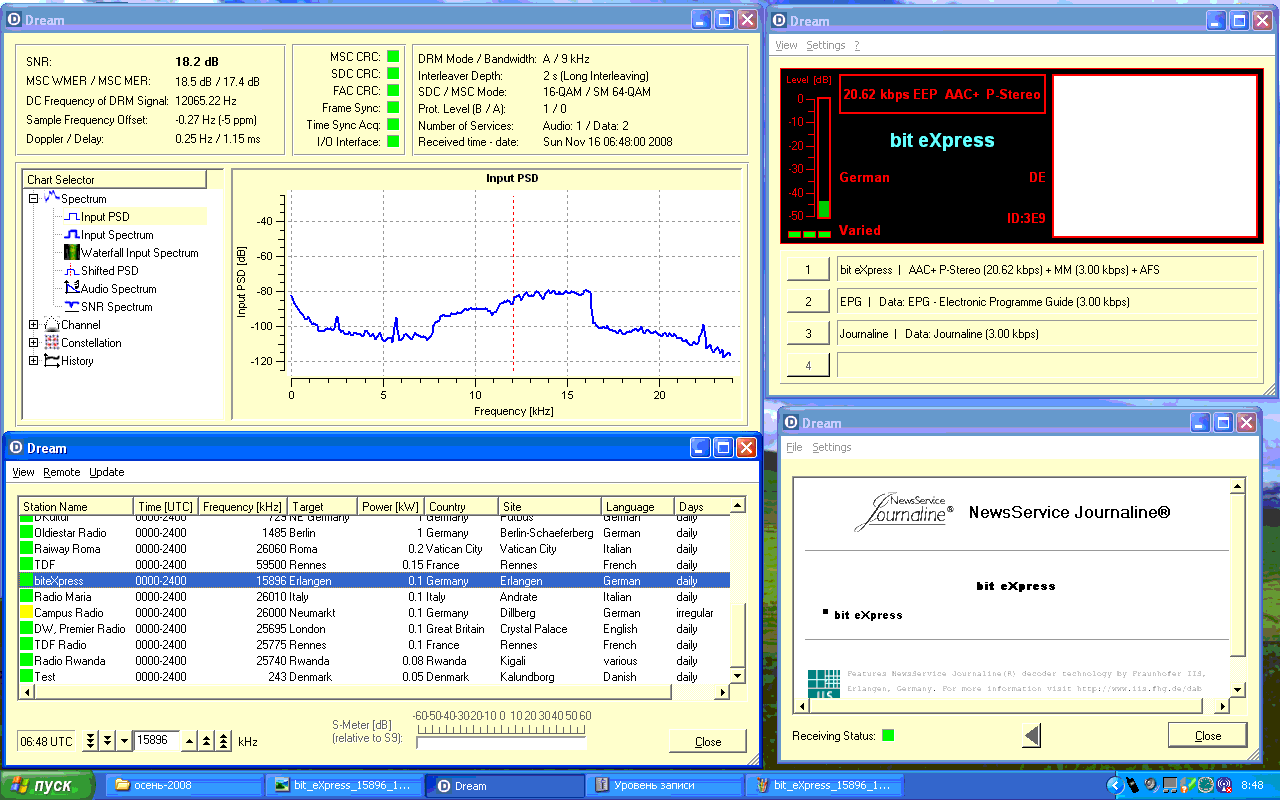 Dream
SNR: 18.2 dB
MSC WMER / MSC MER: 18.5 dB / 17.4 dB
DC Frequency of DRM Signal: 12065.22 Hz
Sample Frequency Offset: -0.27 Hz (-5 ppm)
Doppler / Delay: 0.25 Hz / 1.15 ms
MSC CRC:
SDC CRC:
FAC CRC:
Frame Sync:
Time Sync Acq:
I/O Interface:
DRM Mode / Bandwidth: A / 9 kHz
Interleaver Depth: 2 s (Long Interleaving)
SDC / MSC Mode: 16-QAM / SM 64-QAM
Prot. Level (B / A): 1 / 0
Number of Services: Audio: 1 / Data: 2
Received time - date: Sun Nov 16 06:48:00 2008
Chart Selector
Spectrum
Input PSD
Input Spectrum
Waterfall Input Spectrum
Shifted PSD
Audio Spectrum
SNR Spectrum
Channel
Constellation
History
Input PSD
Input PSD [dB]
-40
-60
-80
-100
-120
0 5 10 15 20
Frequency [kHz]
Dream
View Settings ?
Level [dB]
0
-10
-20
-30
-40
-50
20.62 kbps EEP AAC+ P-Stereo
bit eXpress
German DE
ID:3E9
Varied
1 bit eXpress | AAC+ P-Stereo (20.62 kbps) + MM (3.00 kbps) + AFS
2 EPG | Data: EPG - Electronic Programme Guide (3.00 kbps)
3 Journaline | Data: Journaline (3.00 kbps)
4
Dream
View Remote Update
Station Name Time [UTC] Frequency [kHz] Target Power [kW] Country Site Language Days
DKultur 0000-2400 729 NE Germany 1 Germany Putbus German daily
Oldiestar Radio 0000-2400 1485 Berlin 1 Germany Berlin-Schaeferberg German daily
Raiway Roma 0000-2400 26060 Roma 0.2 Vatican City Vatican City Italian daily
TDF 0000-2400 59500 Rennes 0.15 France Rennes French daily
biteXpress 0000-2400 15896 Erlangen 0.1 Germany Erlangen German daily
Radio Maria 0000-2400 26010 Italy 0.1 Italy Andrate Italian daily
Campus Radio 0000-2400 26000 Neumarkt 0.1 Germany Dillberg German irregular
DW, Premier Radio 0000-2400 25695 London 0.1 Great Britain Crystal Palace English daily
TDF Radio 0000-2400 25775 Rennes 0.1 France Rennes French daily
Radio Rwanda 0000-2400 25740 Rwanda 0.08 Rwanda Kigali various daily
Test 0000-2400 243 Denmark 0.05 Denmark Kalundborg Danish daily
06:48 UTC 15896 kHz
S-Meter [dB]
(relative to S9):
-60-50-40-30-20-10 0 10 20 30 40 50 60
Close
Dream
File Settings
NewsService
Journaline®
NewsService Journaline®
bit eXpress
bit eXpress
IIS
Features NewsService Journaline(R) decoder technology by Fraunhofer IIS,
Erlangen, Germany. For more information visit http://www.iis.fhg.de/dab
Receiving Status:
Close
пуск
осень-2008
bit_eXpress_15896_1...
Dream
Уровень записи
bit_eXpress_15896_1...
8:48